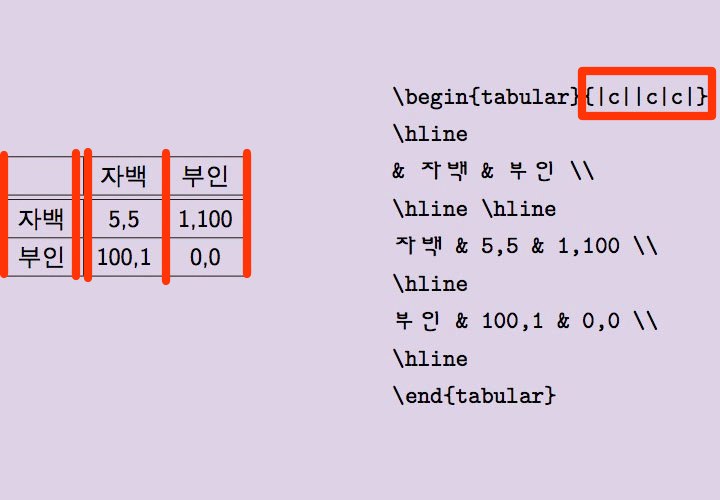 자백 부인
자백 5,5 1,100
부인 100,1 0,0
\begin{tabular}{|c||c|c|}
\hline
& 자백 & 부인 \\
\hline \hline
자백 & 5,5 & 1,100 \\
\hline
부인 & 100,1 & 0,0 \\
\hline
\end{tabular}